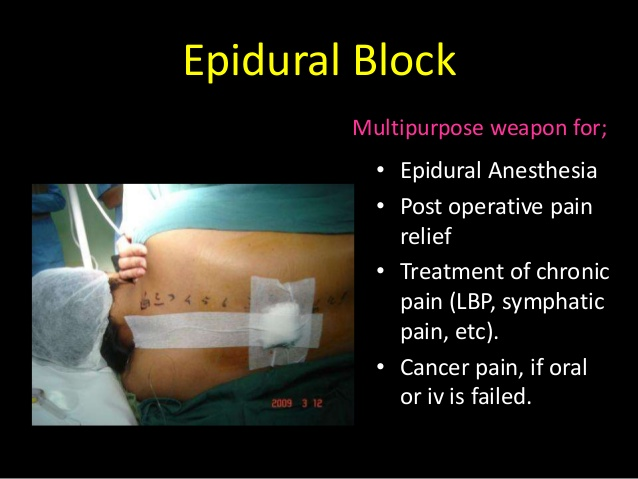 Epidural Block
Multipurpose weapon for;
• Epidural Anesthesia
• Post operative pain
relief
• Treatment of chronic
pain (LBP, symphatic
pain, etc).
• Cancer pain, if oral
or iv is failed.
2009 3 12